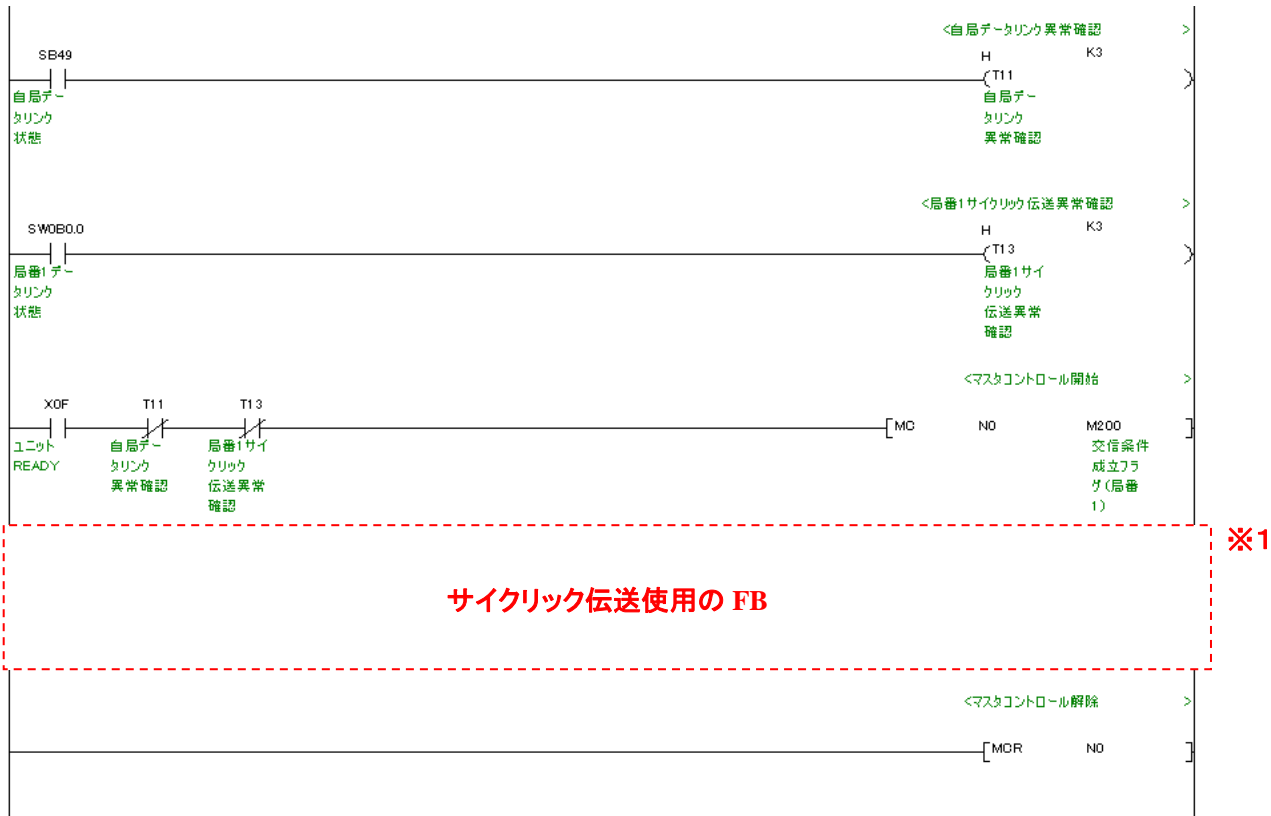 <自局データリンク異常確認 >
SB49
H K3
T11
自局デー
タリンク
状態
自局デー
タリンク
異常確認
<局番1サイクリック伝送異常確認 >
SW0B0.0
H K3
T13
局番1デー
タリンク
状態
局番1サイ
クリック
伝送異常
確認
<マスタコントロール開始 >
X0F T11 T13
MC N0 M200
ユニット
READY
自局デー
タリンク
異常確認
局番1サイ
クリック
伝送異常
確認
交信条件
成立フラ
グ(局番
1)
※1
サイクリック伝送使用の FB
<マスタコントロール解除 >
MCR N0